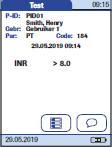 Test 09:15
P-ID: PID01
Smith, Henry
Gebr.: Gebruiker 1
Par: PT Code: 184
29.05.2019 09:14
INR > 8.0
29.05.2019